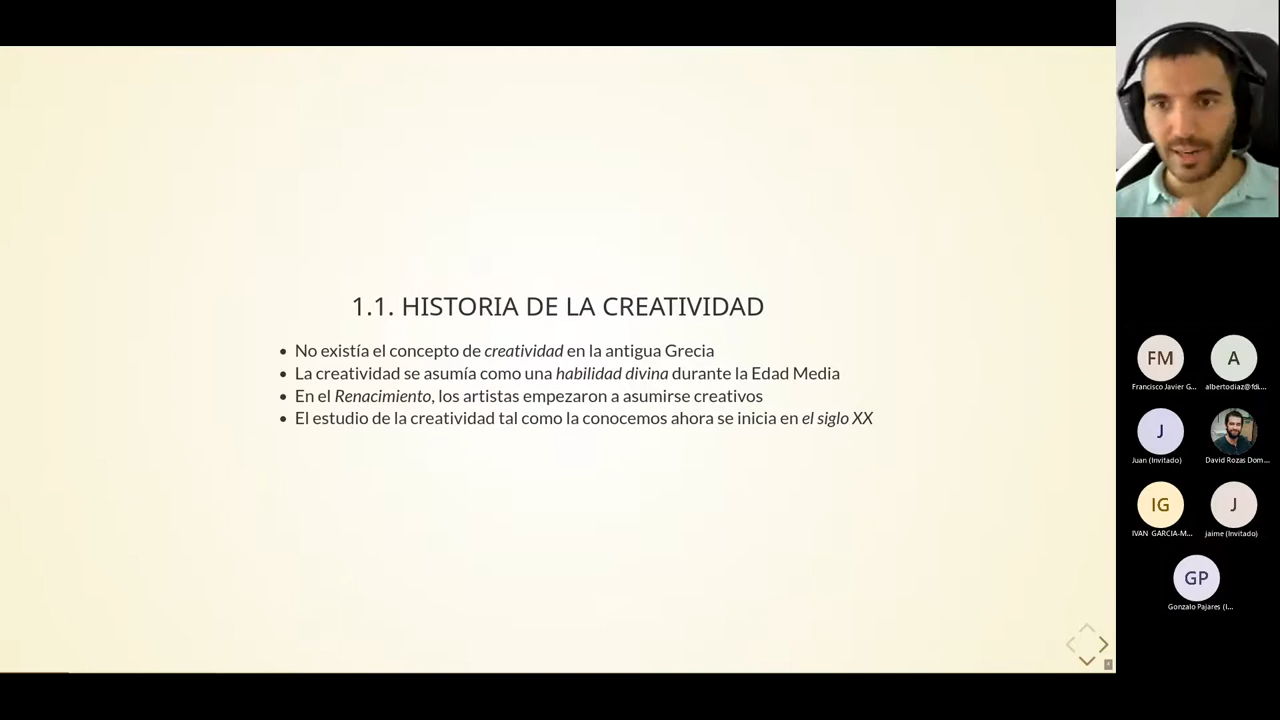 1.1. HISTORIA DE LA CREATIVIDAD
• No existía el concepto de creatividad en la antigua Grecia
• La creatividad se asumía como una habilidad divina durante la Edad Media
• En el Renacimiento, los artistas empezaron a asumirse creativos
• El estudio de la creatividad tal como la conocemos ahora se inicia en el siglo XX
FM
A
Francisco Javier G...
albertodiaz@fdi....
J
Juan (Invitado)
David Rozas Dom...
IG
J
IVAN GARCIA-M...
jaime (Invitado)
GP
Gonzalo Pajares (I...